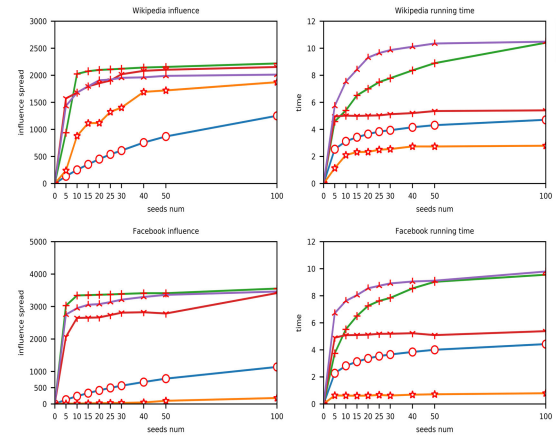 Wikipedia influence
3000
2500
2000
1500
1000
500
0
influence spread
0 5 10 15 20 25 30 40 50 100
seeds num
Wikipedia running time
12
10
8
6
4
2
0
time
0 5 10 15 20 25 30 40 50 100
seeds num
Facebook influence
5000
4000
3000
2000
1000
500
0
influence spread
0 5 10 15 20 25 30 40 50 100
seeds num
Facebook running time
12
10
8
6
4
2
0
time
0 5 10 15 20 25 30 40 50 100
seeds num